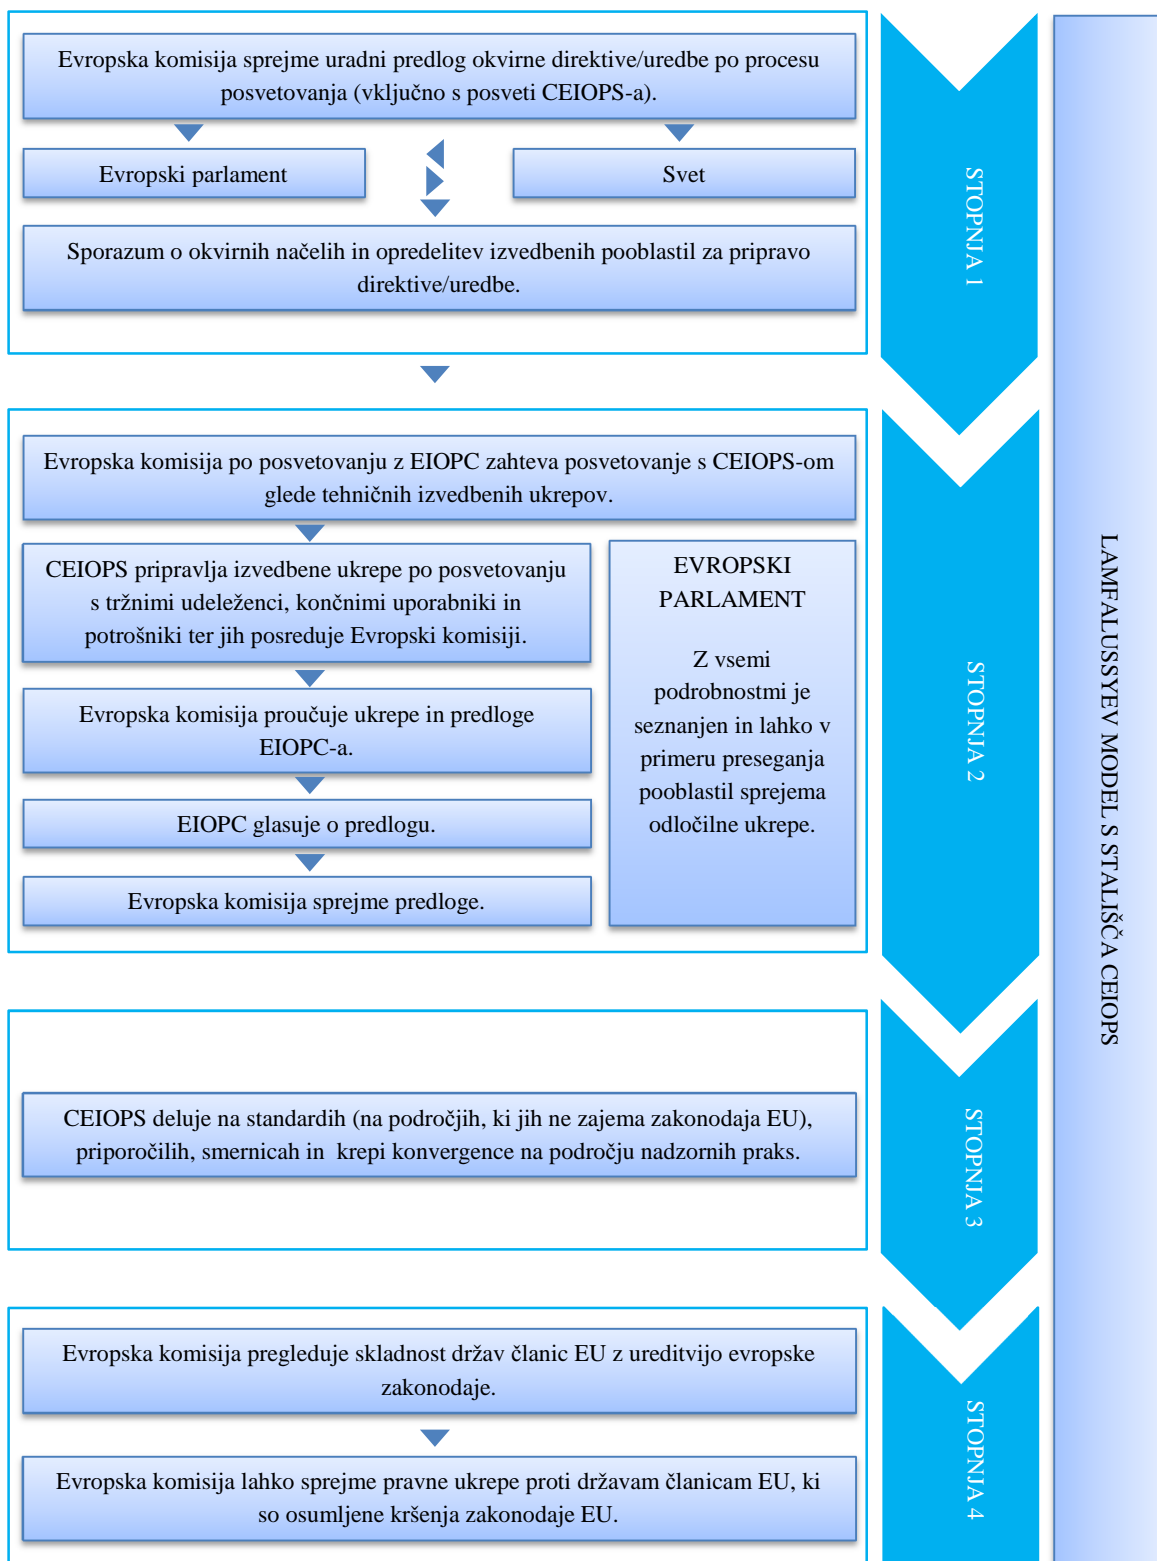 Evropska komisija sprejme uradni predlog okvirne direktive/uredbe po procesu
posvetovanja (vključno s posveti CEIOPS-a).
Evropski parlament
Svet
Sporazum o okvirnih načelih in opredelitev izvedbenih pooblastil za pripravo
direktive/uredbe.
STOPNJA 1
Evropska komisija po posvetovanju z EIOPC zahteva posvetovanje s CEIOPS-om
glede tehničnih izvedbenih ukrepov.
CEIOPS pripravlja izvedbene ukrepe po posvetovanju
s tržnimi udeleženci, končnimi uporabniki in
potrošniki ter jih posreduje Evropski komisiji.
Evropska komisija proučuje ukrepe in predloge
EIOPC-a.
EIOPC glasuje o predlogu.
Evropska komisija sprejme predloge.
EVROPSKI
PARLAMENT
Z vsemi
podrobnostmi je
seznanjen in lahko v
primeru preseganja
pooblastil sprejema
odločilne ukrepe.
STOPNJA 2
CEIOPS deluje na standardih (na področjih, ki jih ne zajema zakonodaja EU),
priporočilih, smernicah in krepi konvergence na področju nadzornih praks.
STOPNJA 3
Evropska komisija pregleduje skladnost držav članic EU z ureditvijo evropske
zakonodaje.
Evropska komisija lahko sprejme pravne ukrepe proti državam članicam EU, ki
so osumljene kršenja zakonodaje EU.
STOPNJA 4
LAMFALUSSYEV MODEL S STALIŠČA CEIOPS